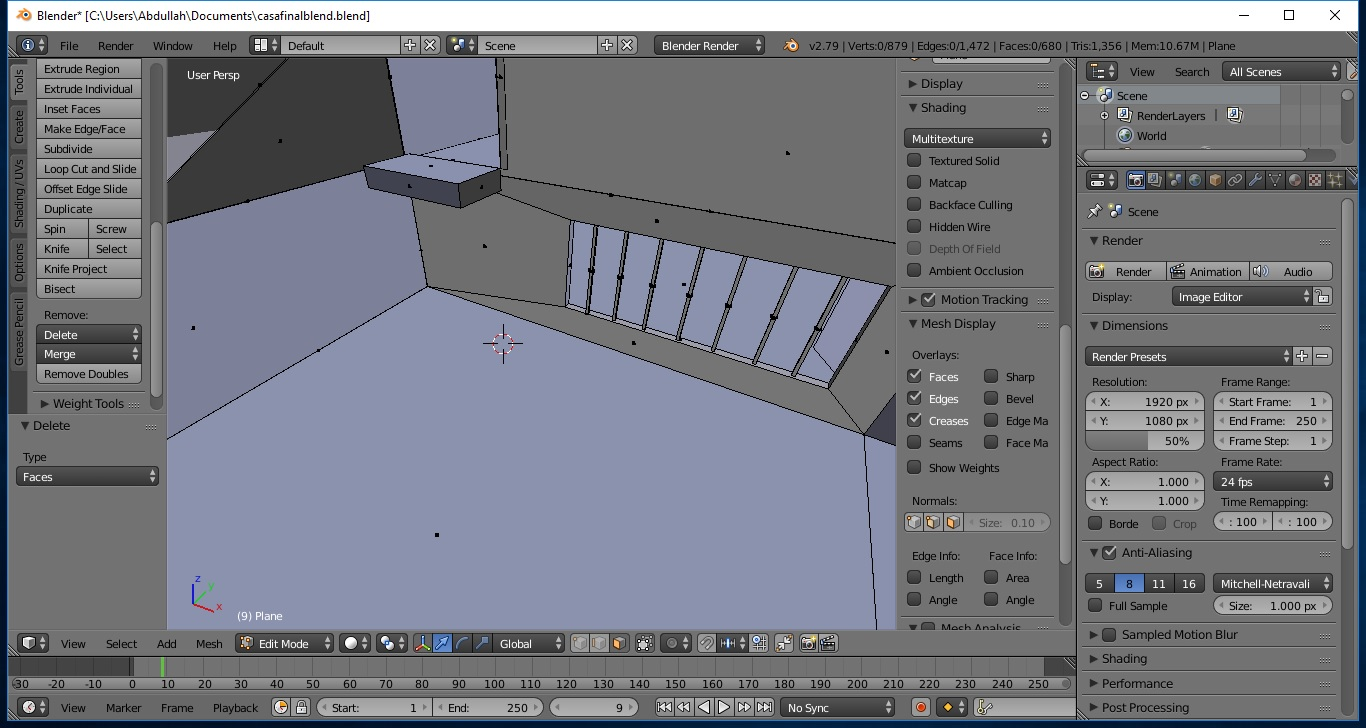 Blender* [C:\Users\Abdullah\Documents\casafinalblend.blend]
File Render Window Help Default Scene Blender Render v2.79 | Verts:0/879 | Edges:0/1,472 | Faces:0/680 | Tris:1,356 | Mem:10.67M | Plane
Tools
Create
Shading / UVs
Options
Grease Pencil
Extrude Region
Extrude Individual
Inset Faces
Make Edge/Face
Subdivide
Loop Cut and Slide
Offset Edge Slide
Duplicate
Spin Screw
Knife Select
Knife Project
Bisect
Remove:
Delete
Merge
Remove Doubles
Weight Tools
Delete
Type
Faces
User Persp
z
y
x
(9) Plane
Display
Shading
Multitexture
Textured Solid
Matcap
Backface Culling
Hidden Wire
Depth Of Field
Ambient Occlusion
Motion Tracking
Mesh Display
Overlays:
Faces Sharp
Edges Bevel
Creases Edge Ma
Seams Face Ma
Show Weights
Normals:
Size: 0.10
Edge Info: Face Info:
Length Area
Angle Angle
Mesh Analysis
View Search All Scenes
Scene
RenderLayers
World
Scene
Render
Render Animation Audio
Display: Image Editor
Dimensions
Render Presets
Resolution: Frame Range:
X: 1920 px Start Frame: 1
Y: 1080 px End Frame: 250
50% Frame Step: 1
Aspect Ratio: Frame Rate:
X: 1.000 24 fps
Y: 1.000 Time Remapping:
Borde Crop : 100 : 100
Anti-Aliasing
5 8 11 16 Mitchell-Netravali
Full Sample Size: 1.000 px
Sampled Motion Blur
Shading
Performance
Post Processing
View Select Add Mesh Edit Mode Global
-30 -20 -10 0 10 20 30 40 50 60 70 80 90 100 110 120 130 140 150 160 170 180 190 200 210 220 230 240 250
View Marker Frame Playback Start: 1 End: 250 9 No Sync